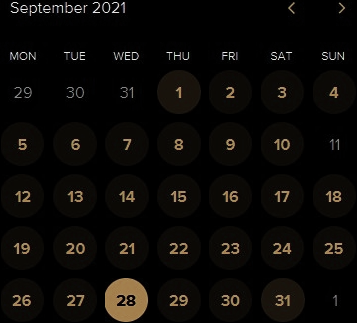 September 2021
MON TUE WED THU FRI SAT SUN
29 30 31 1 2 3 4
5 6 7 8 9 10 11
12 13 14 15 16 17 18
19 20 21 22 23 24 25
26 27 28 29 30 31 1